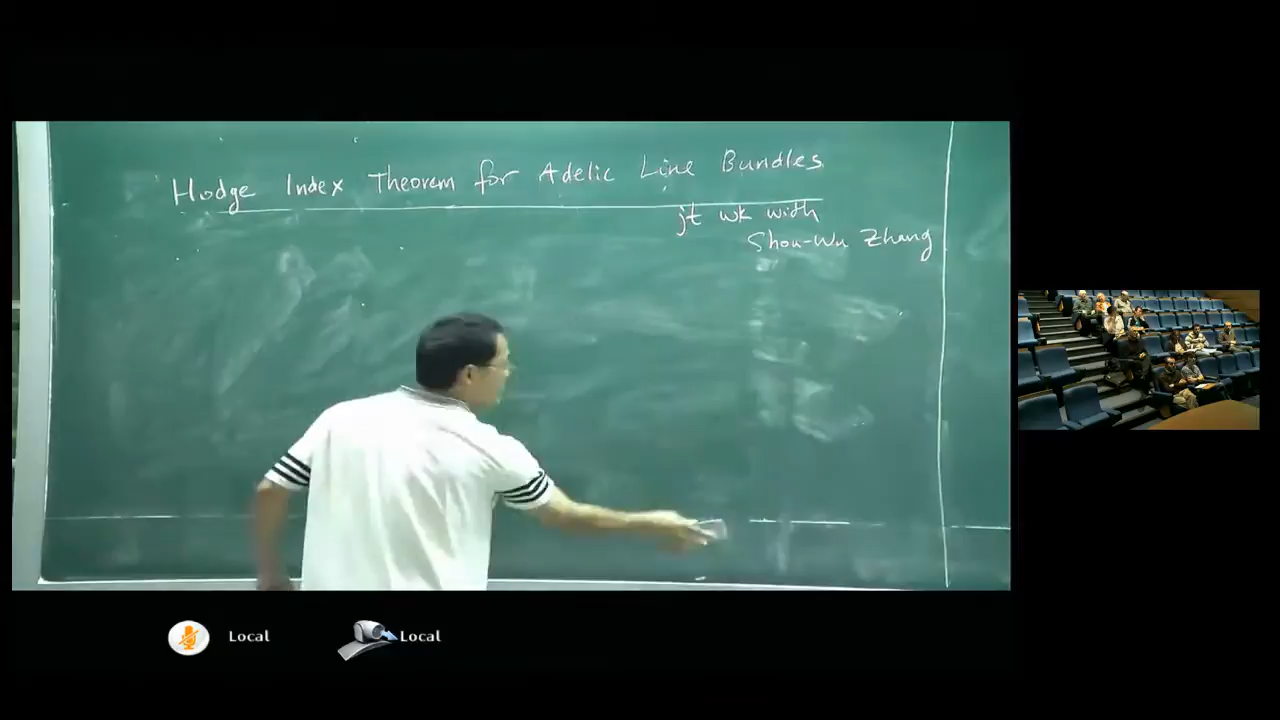 Hodge Index Theorem for Adelic Line Bundles
jt wk with
Shou-Wu Zhang
Local
Local